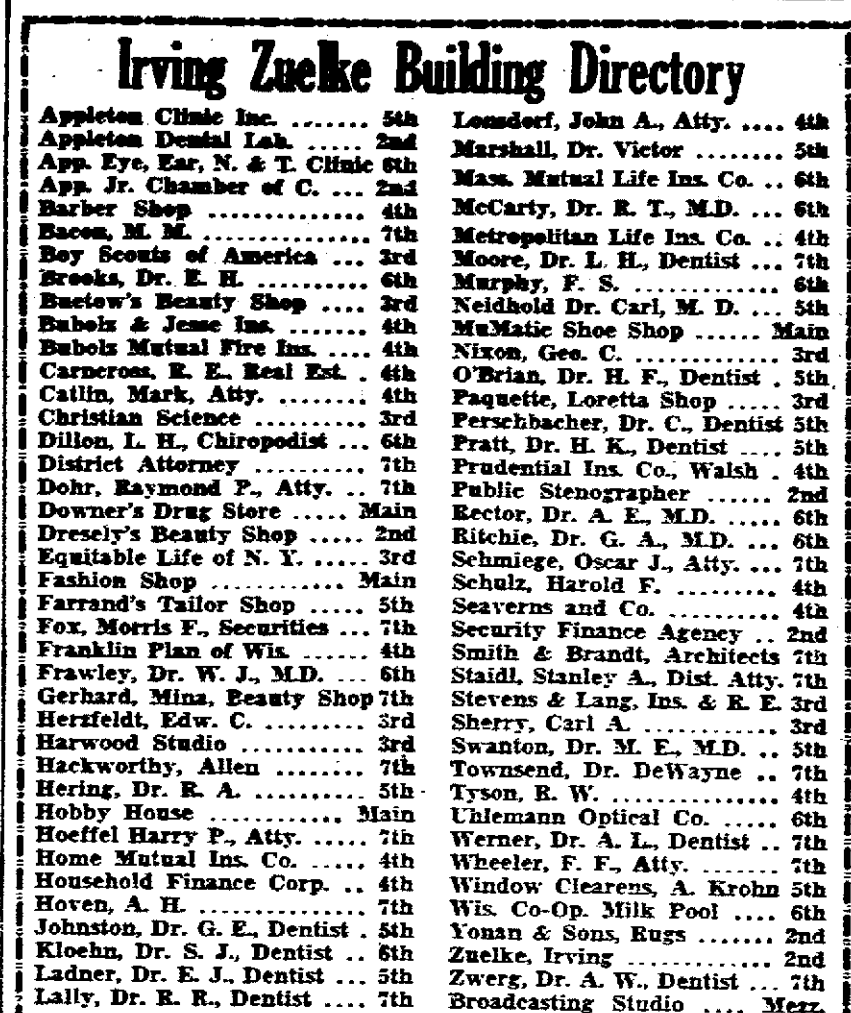 Irving Zuelke Building Directory
Appleton Clinic Inc. ....... 5th
Appleton Dental Lab. ..... 2nd
App. Eye, Ear, N. & T. Clinic 6th
App. Jr. Chamber of C. ... 2nd
Barber Shop .............. 4th
Bacon, M. M. ............... 7th
Boy Scouts of America ... 3rd
Brooks, Dr. E. H. .......... 6th
Buetow's Beauty Shop .... 3rd
Bubolz & Jesse Ins. ....... 4th
Bubolz Mutual Fire Ins. .... 4th
Carncross, R. E., Real Est. . 4th
Catlin, Mark, Atty. ........ 4th
Christian Science .......... 3rd
Dillon, L. H., Chiropodist ... 6th
District Attorney .......... 7th
Dohr, Raymond P., Atty. .. 7th
Downer's Drug Store ..... Main
Dresely's Beauty Shop ..... 2nd
Equitable Life of N. Y. ..... 3rd
Fashion Shop ............ Main
Farrand's Tailor Shop ..... 5th
Fox, Morris F., Securities ... 7th
Franklin Plan of Wis. ...... 4th
Frawley, Dr. W. J., M.D. ... 6th
Gerhard, Mina, Beauty Shop 7th
Herzfeldt, Edw. C. ......... 3rd
Harwood Studio ........... 3rd
Hackworthy, Allen ........ 7th
Hering, Dr. R. A. .......... 5th
Hobby House ............ Main
Hoeffel Harry P., Atty. ..... 7th
Home Mutual Ins. Co. ..... 4th
Household Finance Corp. .. 4th
Hoven, A. H. ............... 7th
Johnston, Dr. G. E., Dentist . 5th
Kloehn, Dr. S. J., Dentist .. 6th
Ladner, Dr. E. J., Dentist ... 5th
Lally, Dr. R. R., Dentist .... 7th
Lonsdorf, John A., Atty. .... 4th
Marshall, Dr. Victor ........ 5th
Mass. Mutual Life Ins. Co. .. 6th
McCarty, Dr. R. T., M.D. ... 6th
Metropolitan Life Ins. Co. .. 4th
Moore, Dr. L. H., Dentist ... 7th
Murphy, F. S. ............. 6th
Neidhold Dr. Carl, M. D. ... 5th
MuMatic Shoe Shop ...... Main
Nixon, Geo. C. ............. 3rd
O'Brian, Dr. H. F., Dentist . 5th
Paquette, Loretta Shop ..... 3rd
Perschbacher, Dr. C., Dentist 5th
Pratt, Dr. H. K., Dentist .... 5th
Prudential Ins. Co., Walsh . 4th
Public Stenographer ...... 2nd
Rector, Dr. A. E., M.D. ..... 6th
Ritchie, Dr. G. A., M.D. ... 6th
Schmiege, Oscar J., Atty. ... 7th
Schulz, Harold F. .......... 4th
Seaverns and Co. .......... 4th
Security Finance Agency .. 2nd
Smith & Brandt, Architects 7th
Staidl, Stanley A., Dist. Atty. 7th
Stevens & Lang, Ins. & R. E. 3rd
Sherry, Carl A. ............ 3rd
Swanton, Dr. M. E., M.D. .. 5th
Townsend, Dr. DeWayne .. 7th
Tyson, R. W. ............... 4th
Uhlemann Optical Co. ..... 6th
Werner, Dr. A. L., Dentist .. 7th
Wheeler, F. F., Atty. ....... 7th
Window Clearens, A. Krohn 5th
Wis. Co-Op. Milk Pool .... 6th
Yonan & Sons, Rugs ....... 2nd
Zuelke, Irving ............. 2nd
Zwerg, Dr. A. W., Dentist ... 7th
Broadcasting Studio .... Mezz.